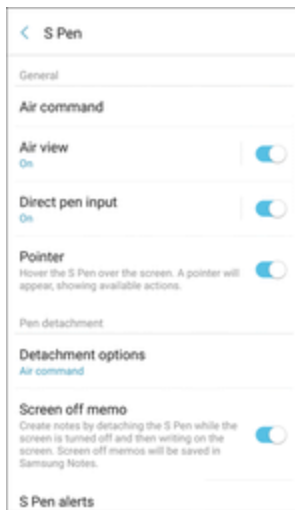 S Pen
General
Air command
Air view
On
Direct pen input
On
Pointer
Hover the S Pen over the screen. A pointer will
appear, showing available actions.
Pen detachment
Detachment options
Air command
Screen off memo
Create notes by detaching the S Pen while the
screen is turned off and then writing on the
screen. Screen off memos will be saved in
Samsung Notes.
S Pen alerts